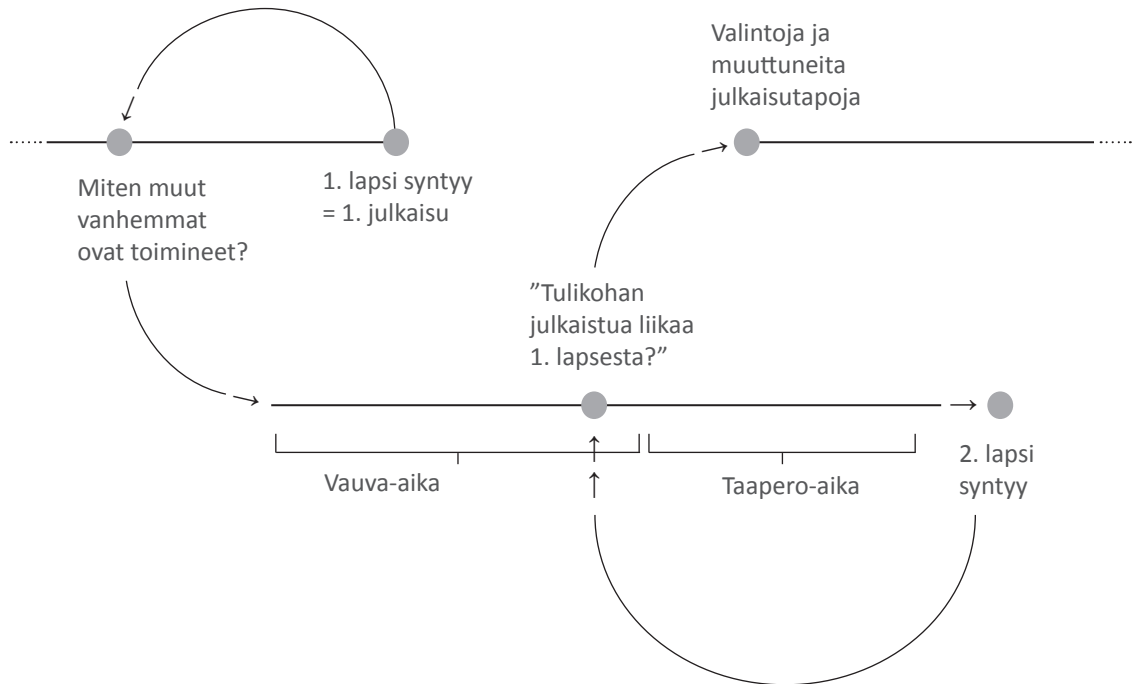 Valintoja ja
muuttuneita
julkaisutapoja
Miten muut
vanhemmat
ovat toimineet?
1. lapsi syntyy
= 1. julkaisu
”Tulikohan
julkaistua liikaa
1. lapsesta?”
Vauva-aika
Taapero-aika
2. lapsi
syntyy